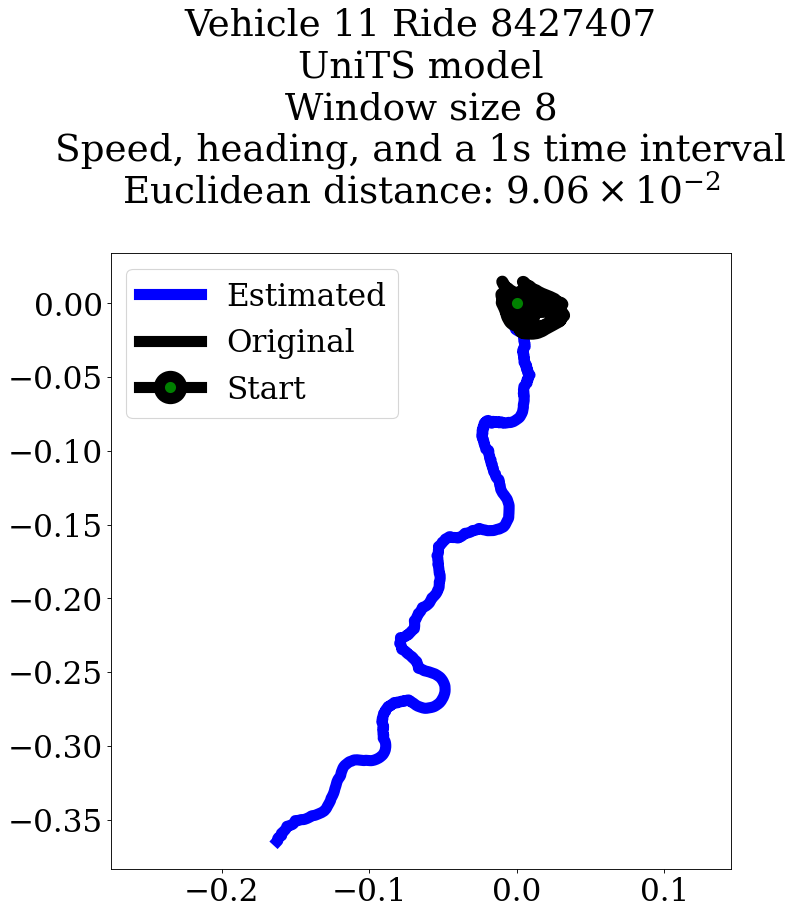 Vehicle 11 Ride 8427407
UniTS model
Window size 8
Speed, heading, and a 1s time interval
Euclidean distance: 9.06 × 10⁻²
Estimated
Original
Start
0.00
−0.05
−0.10
−0.15
−0.20
−0.25
−0.30
−0.35
−0.2 −0.1 0.0 0.1